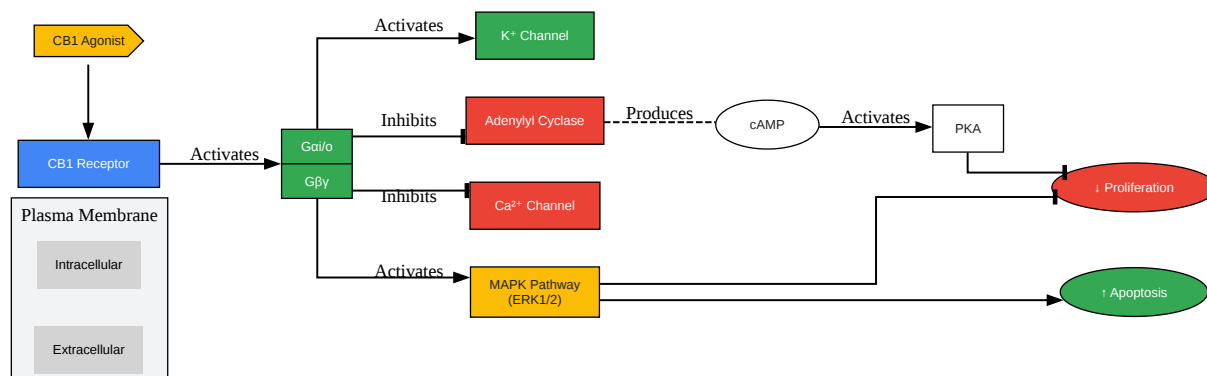 CB1 Agonist
CB1 Receptor
Activates
Gαi/o
Gβγ
Activates
K⁺ Channel
Inhibits
Adenylyl Cyclase
Produces
cAMP
Activates
PKA
Inhibits
Ca²⁺ Channel
↓ Proliferation
Activates
MAPK Pathway
(ERK1/2)
↑ Apoptosis
Plasma Membrane
Intracellular
Extracellular